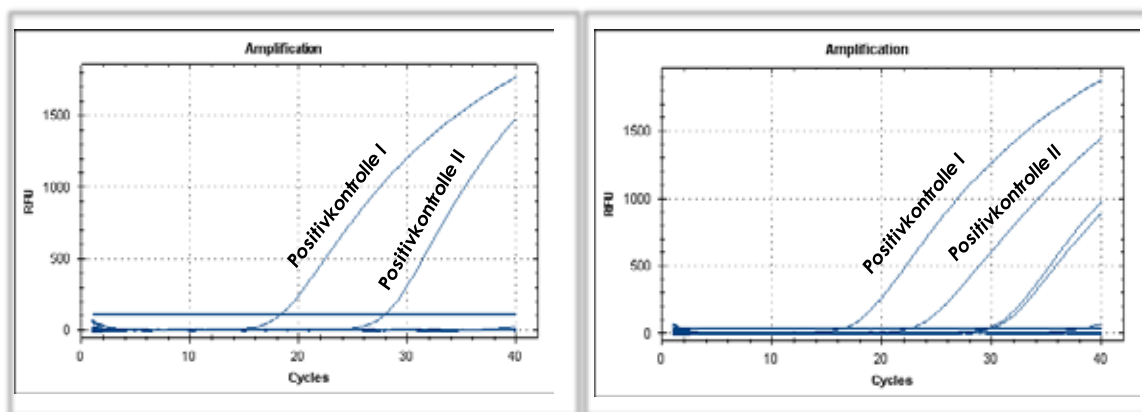 Amplification
1500
1000
500
0
RFU
Positivkontrolle I
Positivkontrolle II
0
10
20
30
40
Cycles
Amplification
1500
1000
500
0
RFU
Positivkontrolle I
Positivkontrolle II
0
10
20
30
40
Cycles